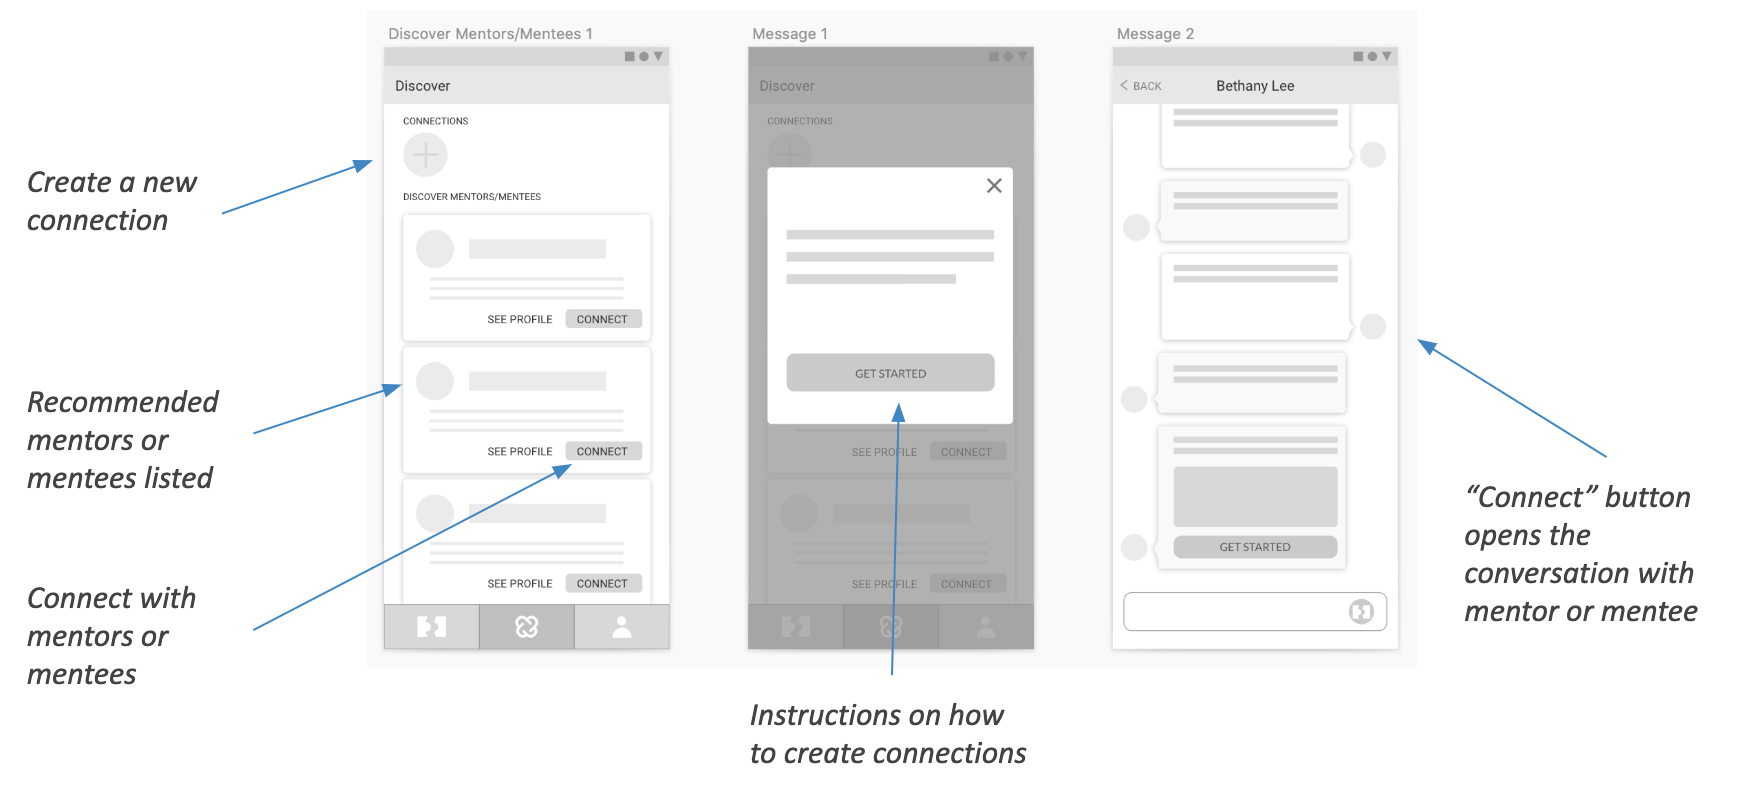 Discover Mentors/Mentees 1
Discover
CONNECTIONS
DISCOVER MENTORS/MENTEES
SEE PROFILE CONNECT
SEE PROFILE CONNECT
SEE PROFILE CONNECT
Message 1
Discover
CONNECTIONS
GET STARTED
SEE PROFILE CONNECT
SEE PROFILE CONNECT
Message 2
< BACK Bethany Lee
GET STARTED
Create a new
connection
Recommended
mentors or
mentees listed
Connect with
mentors or
mentees
Instructions on how
to create connections
“Connect” button
opens the
conversation with
mentor or mentee